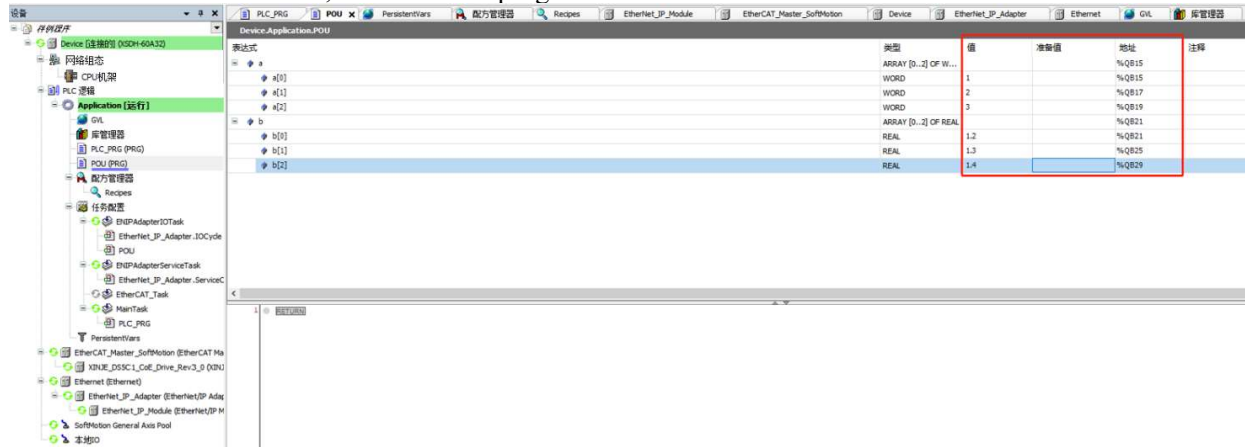 设备
PLC_PRG
POU
PersistentVars
配方管理器
Recipes
EtherNet_IP_Module
EtherCAT_Master_SoftMotion
Device
EtherNet_IP_Adapter
Ethernet
GVL
库管理器
Device.Application.POU
Device [连接的] (XSDH-60A32)
网络组态
CPU机架
PLC 逻辑
Application [运行]
GVL
库管理器
PLC_PRG (PRG)
POU (PRG)
配方管理器
Recipes
任务配置
ENIPAdapterIOTask
EtherNet_IP_Adapter.IOCycle
POU
ENIPAdapterServiceTask
EtherNet_IP_Adapter.ServiceC
EtherCAT_Task
MainTask
PLC_PRG
PersistentVars
EtherCAT_Master_SoftMotion (EtherCAT Ma
XINJE_DS5C1_CoE_Drive_Rev3_0 (XINJ
Ethernet (Ethernet)
EtherNet_IP_Adapter (EtherNet/IP Adap
EtherNet_IP_Module (EtherNet/IP M
SoftMotion General Axis Pool
本地IO
表达式 类型 值 准备值 地址 注释
a ARRAY [0..2] OF W... %QB15
a[0] WORD 1 %QB15
a[1] WORD 2 %QB17
a[2] WORD 3 %QB19
b ARRAY [0..2] OF REAL %QB21
b[0] REAL 1.2 %QB21
b[1] REAL 1.3 %QB25
b[2] REAL 1.4 %QB29
1 RETURN